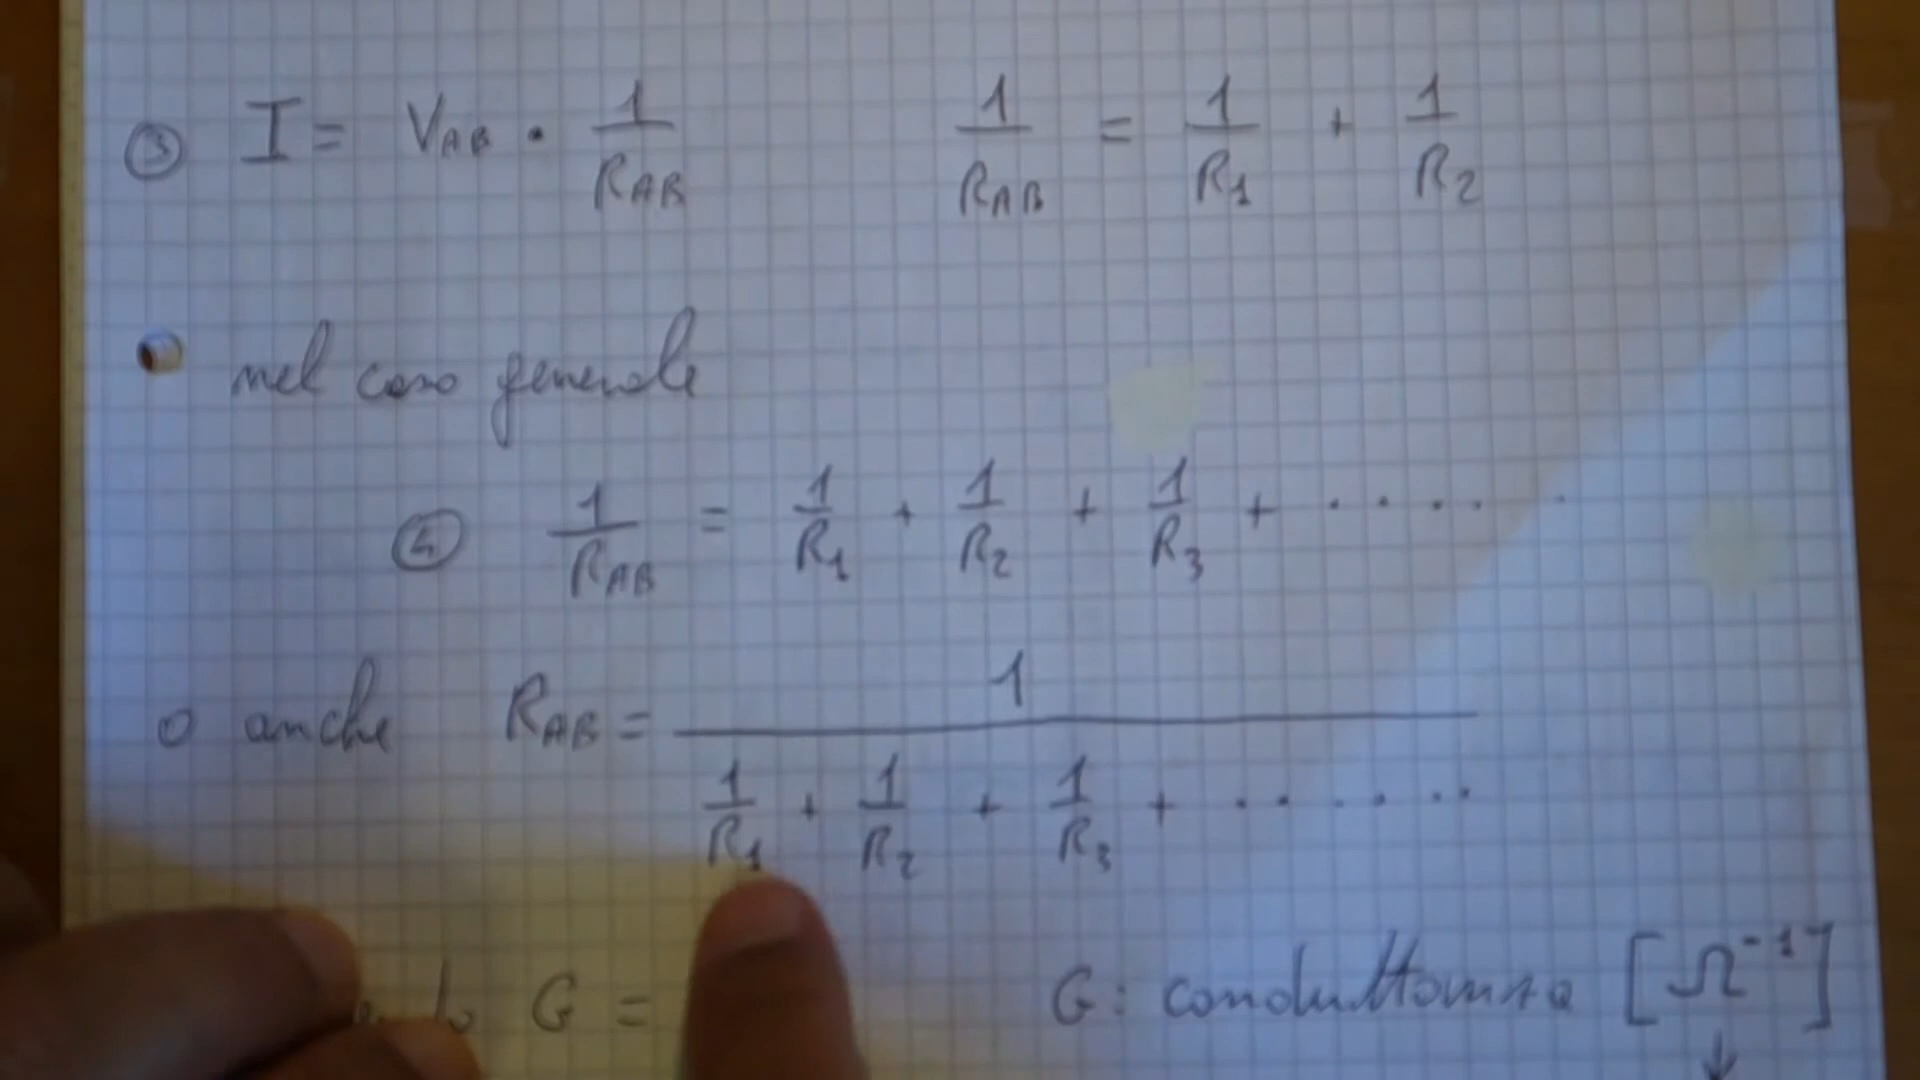 ③ I = V_AB · 1/R_AB    1/R_AB = 1/R_1 + 1/R_2
nel caso generale
④ 1/R_AB = 1/R_1 + 1/R_2 + 1/R_3 + · · · · ·
o anche R_AB = 1/(1/R_1 + 1/R_2 + 1/R_3 + · · · · · ·)
G =    G: conduttanza [Ω⁻¹]
↓